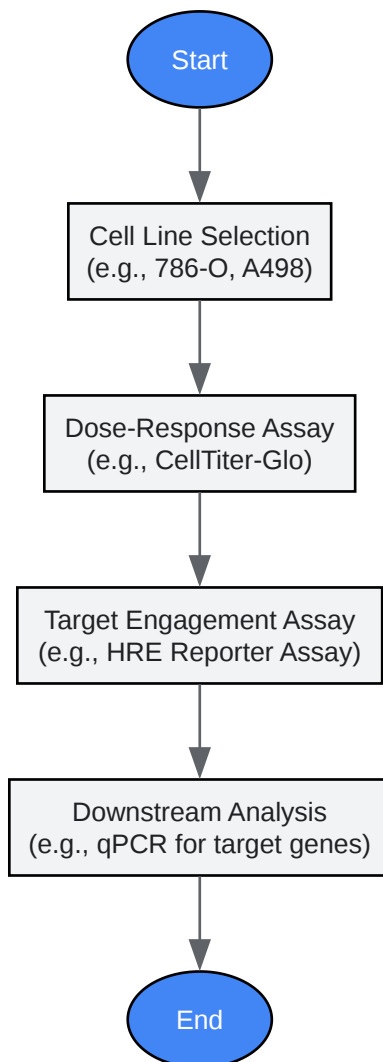 Start
Cell Line Selection
(e.g., 786-O, A498)
Dose-Response Assay
(e.g., CellTiter-Glo)
Target Engagement Assay
(e.g., HRE Reporter Assay)
Downstream Analysis
(e.g., qPCR for target genes)
End